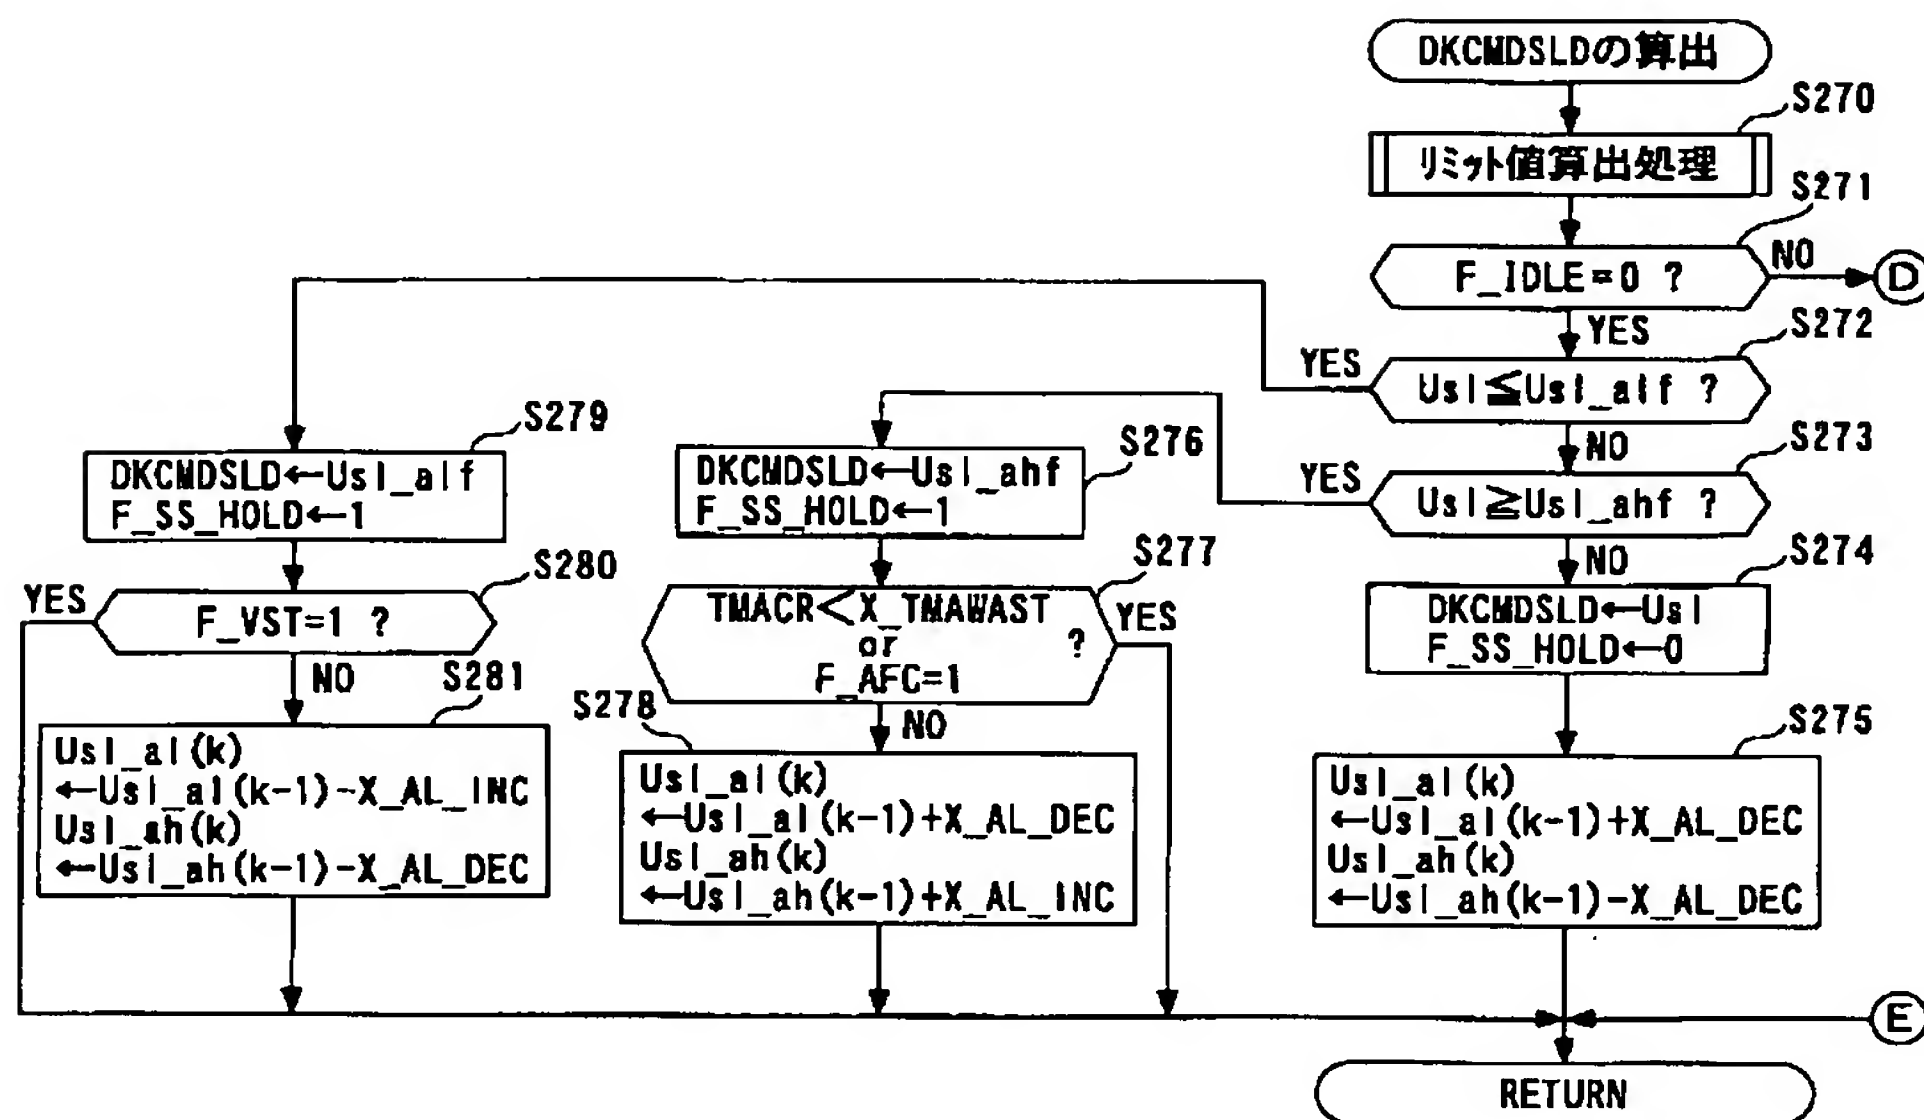 DKCMDSLDの算出
S270
リミット値算出処理
S271
F_IDLE=0 ?
NO
D
YES
S272
Usl≦Usl_alf ?
YES
NO
S273
Usl≧Usl_ahf ?
YES
NO
S274
DKCMDSLD←Usl
F_SS_HOLD←0
S275
Usl_al(k)
←Usl_al(k-1)+X_AL_DEC
Usl_ah(k)
←Usl_ah(k-1)-X_AL_DEC
S276
DKCMDSLD←Usl_ahf
F_SS_HOLD←1
S277
TMACR<X_TMAWAST
or
F_AFC=1
?
YES
NO
S278
Usl_al(k)
←Usl_al(k-1)+X_AL_DEC
Usl_ah(k)
←Usl_ah(k-1)+X_AL_INC
S279
DKCMDSLD←Usl_alf
F_SS_HOLD←1
S280
F_VST=1 ?
YES
NO
S281
Usl_al(k)
←Usl_al(k-1)-X_AL_INC
Usl_ah(k)
←Usl_ah(k-1)-X_AL_DEC
E
RETURN